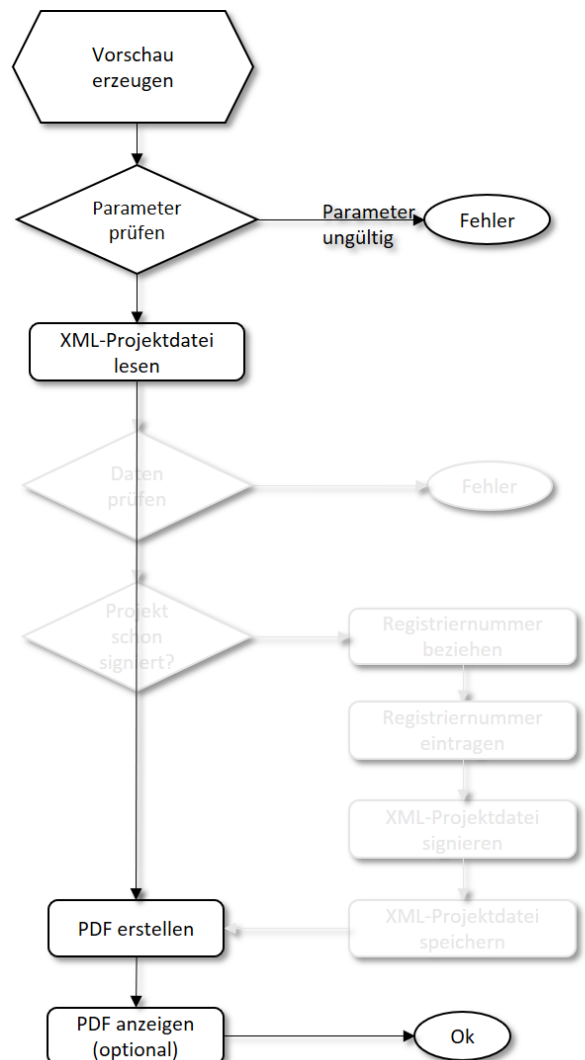 Vorschau
erzeugen
Parameter
prüfen
Parameter
ungültig
Fehler
XML-Projektdatei
lesen
Daten
prüfen
Fehler
Projekt
schon
signiert?
Registriernummer
beziehen
Registriernummer
eintragen
XML-Projektdatei
signieren
XML-Projektdatei
speichern
PDF erstellen
PDF anzeigen
(optional)
Ok